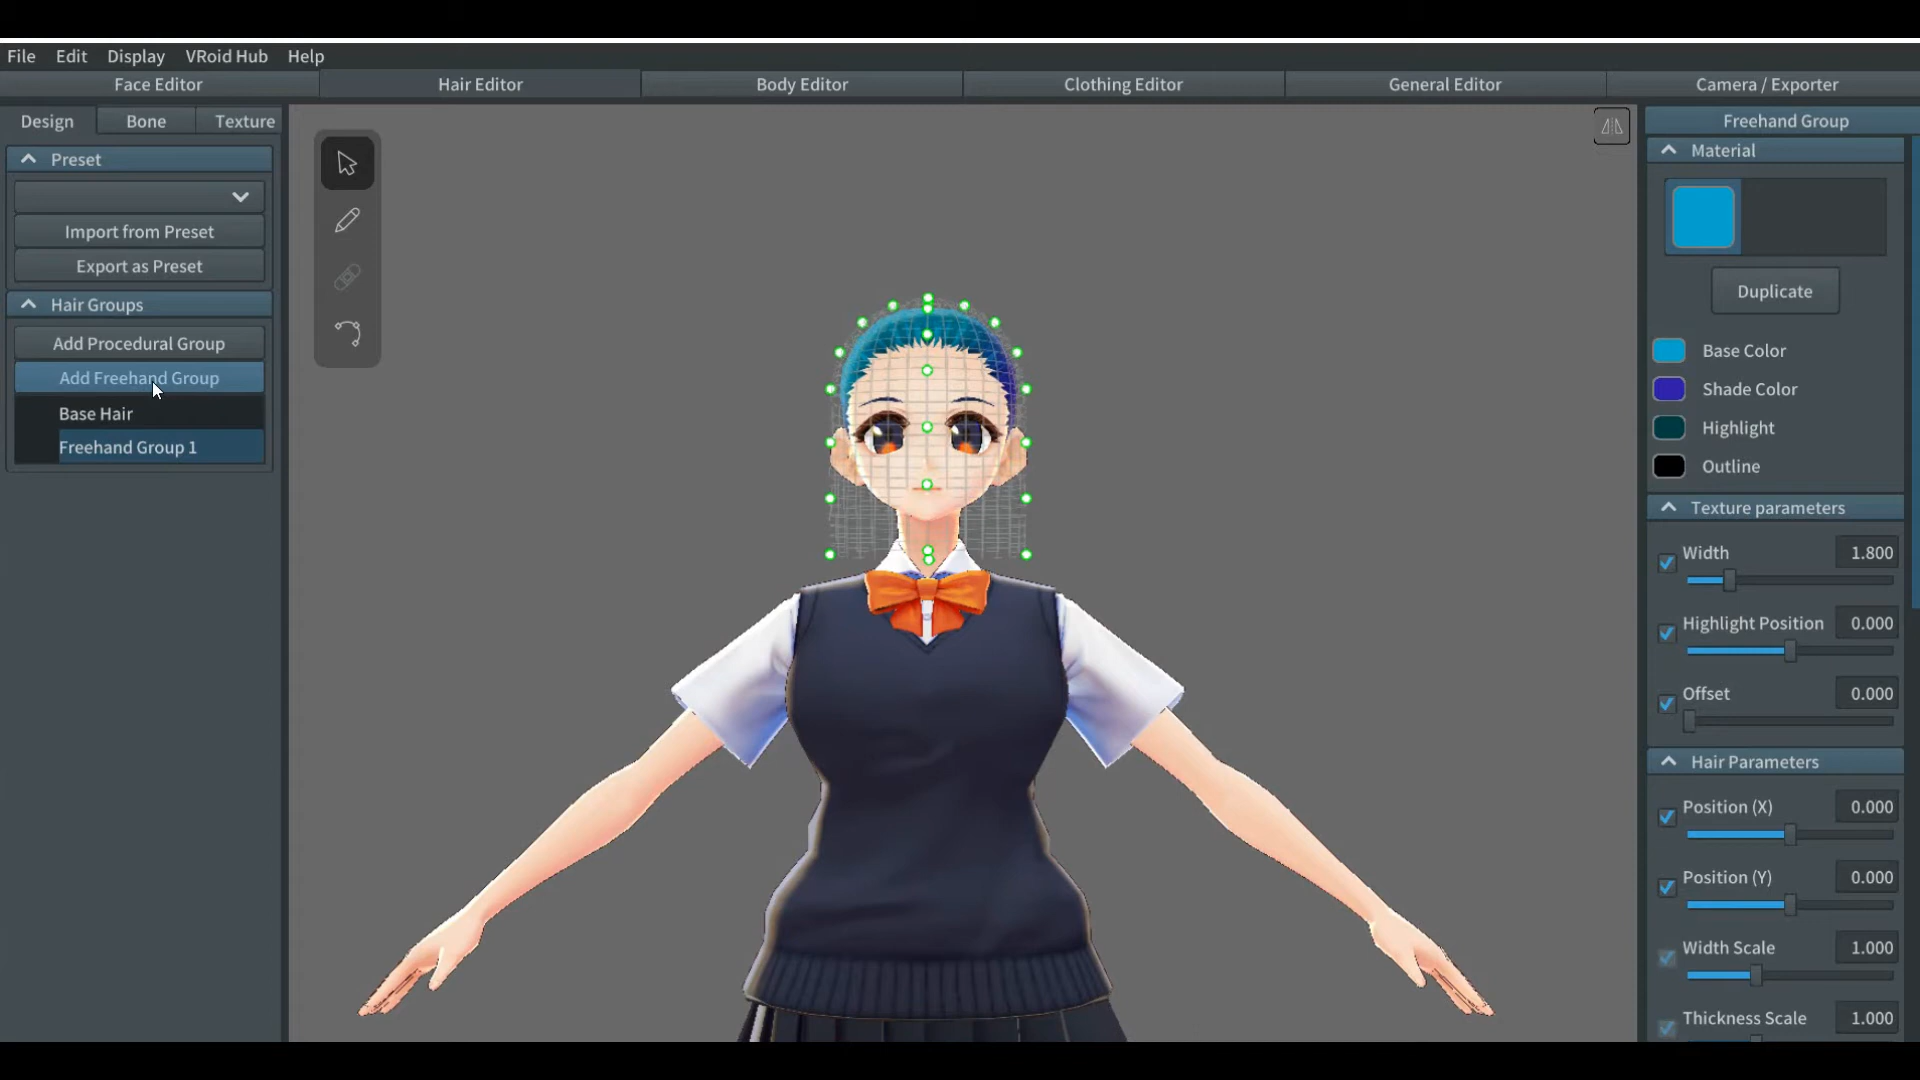 File Edit Display VRoid Hub Help
Face Editor Hair Editor Body Editor Clothing Editor General Editor Camera / Exporter
Design Bone Texture
Preset
Import from Preset
Export as Preset
Hair Groups
Add Procedural Group
Add Freehand Group
Base Hair
Freehand Group 1
Freehand Group
Material
Duplicate
Base Color
Shade Color
Highlight
Outline
Texture parameters
Width 1.800
Highlight Position 0.000
Offset 0.000
Hair Parameters
Position (X) 0.000
Position (Y) 0.000
Width Scale 1.000
Thickness Scale 1.000